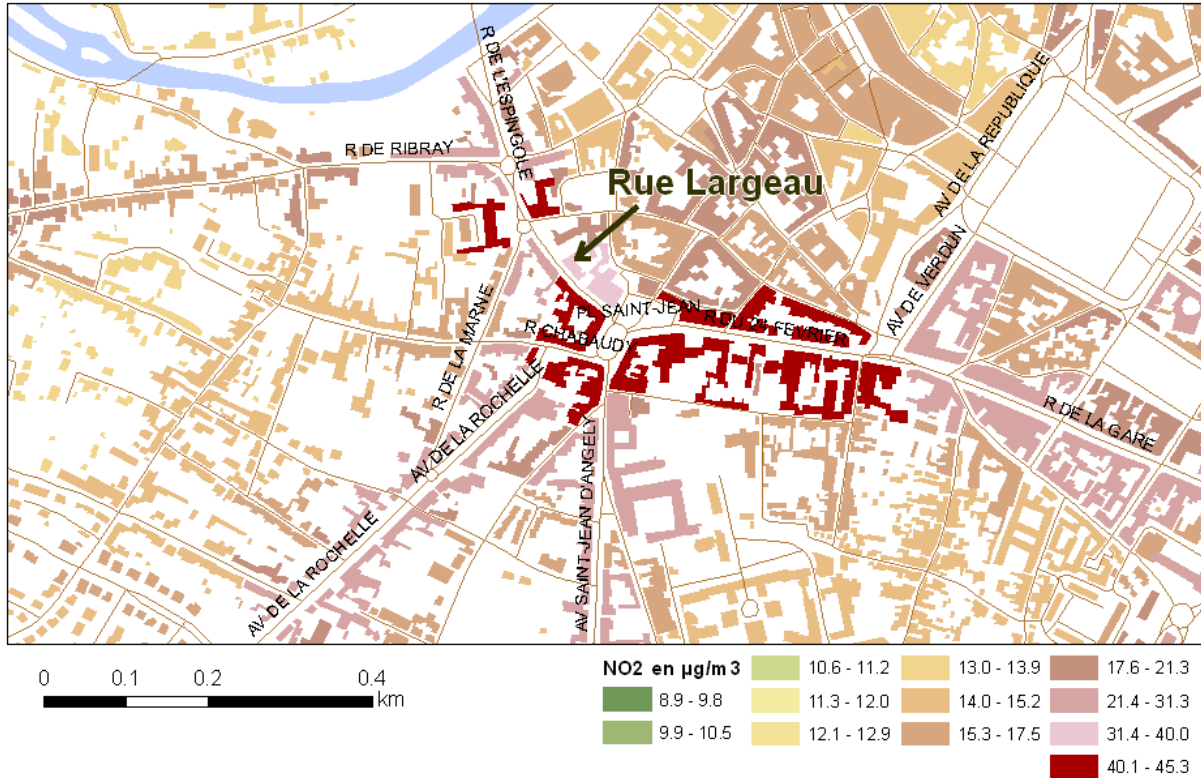 R DE L'ESPINGOLE
AV DE LA REPUBLIQUE
R DE RIBRAY
Rue Largeau
AV DE VERDUN
PL SAINT-JEAN
R DU 24 FEVRIER
R CHABAUDY
R DE LA MARNE
AV DE LA ROCHELLE
R DE LA GARE
AV SAINT-JEAN D'ANGELY
AV DE LA ROCHELLE
0 0.1 0.2 0.4
km
NO2 en µg/m3
8.9 - 9.8
9.9 - 10.5
10.6 - 11.2
11.3 - 12.0
12.1 - 12.9
13.0 - 13.9
14.0 - 15.2
15.3 - 17.5
17.6 - 21.3
21.4 - 31.3
31.4 - 40.0
40.1 - 45.3